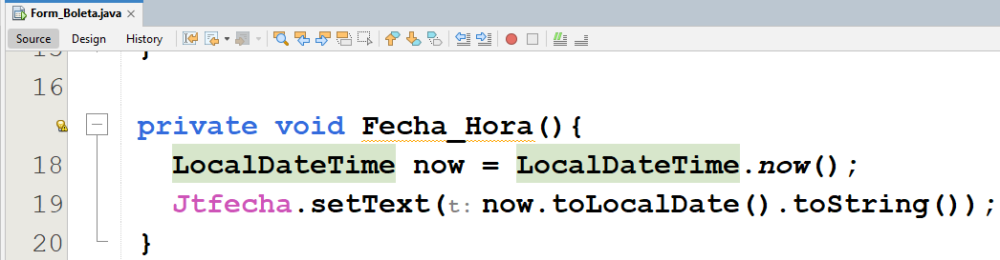 Form_Boleta.java ×
Source Design History
15 }
16
private void Fecha_Hora(){
18 LocalDateTime now = LocalDateTime.now();
19 Jtfecha.setText(t: now.toLocalDate().toString());
20 }